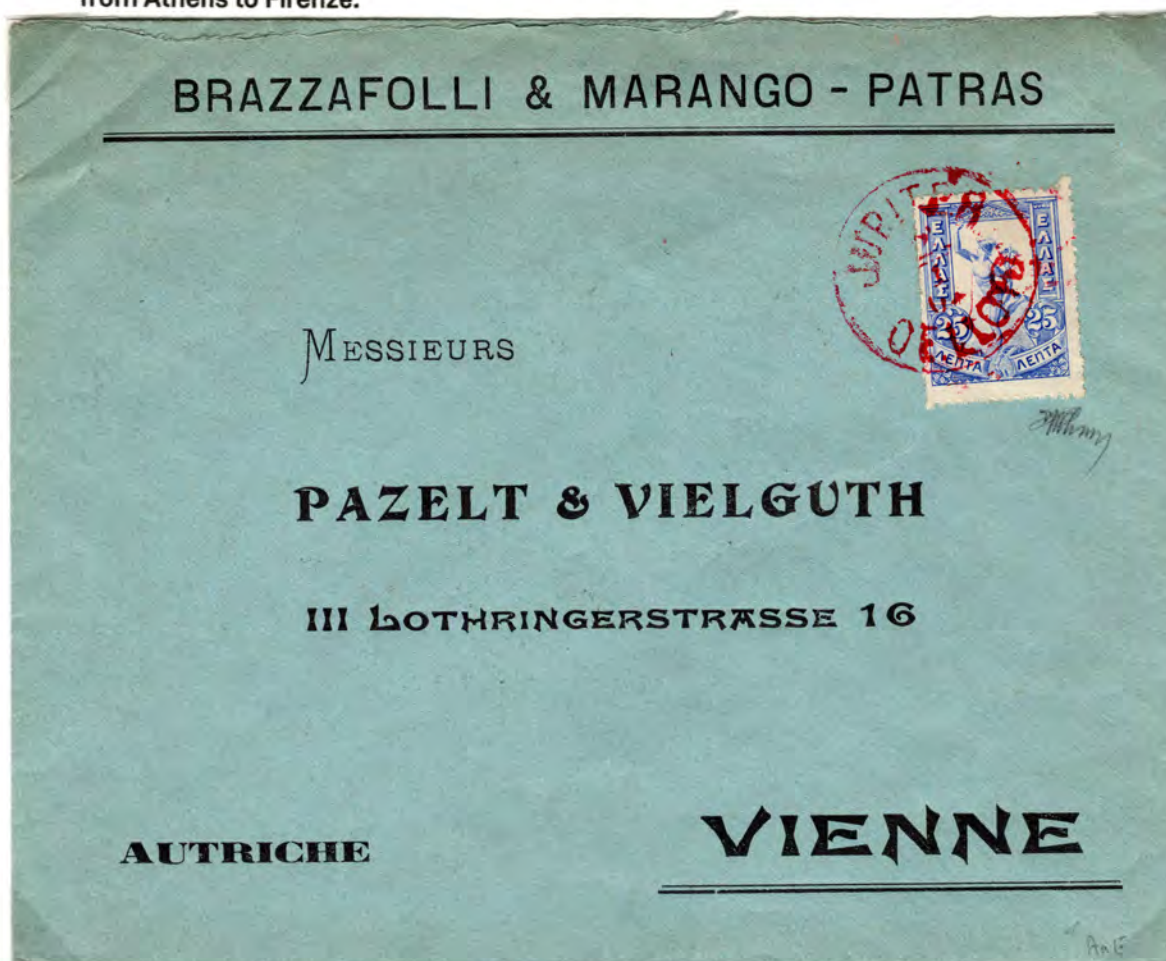 from Athens to Firenze.
BRAZZAFOLLI & MARANGO - PATRAS
JUPITER
ΕΛΛΑΣ ΕΛΛΑΣ
25 25
ΛΕΠΤΑ ΛΕΠΤΑ
MESSIEURS
PAZELT & VIELGUTH
III LOTHRINGERSTRASSE 16
AUTRICHE
VIENNE